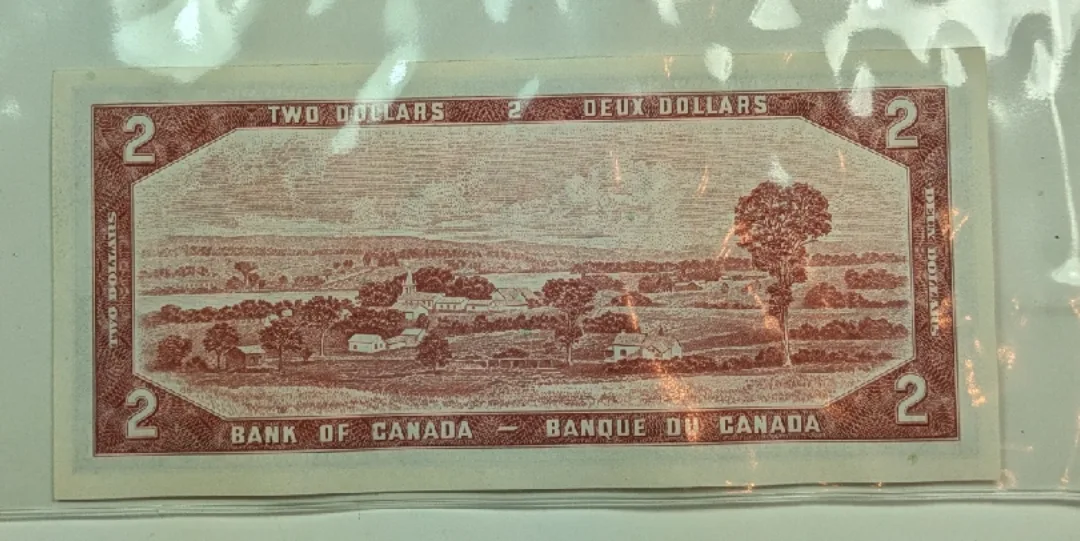 TWO DOLLARS 2 DEUX DOLLARS
2 2
TWO DOLLARS
DEUX DOLLARS
2 2
BANK OF CANADA — BANQUE DU CANADA